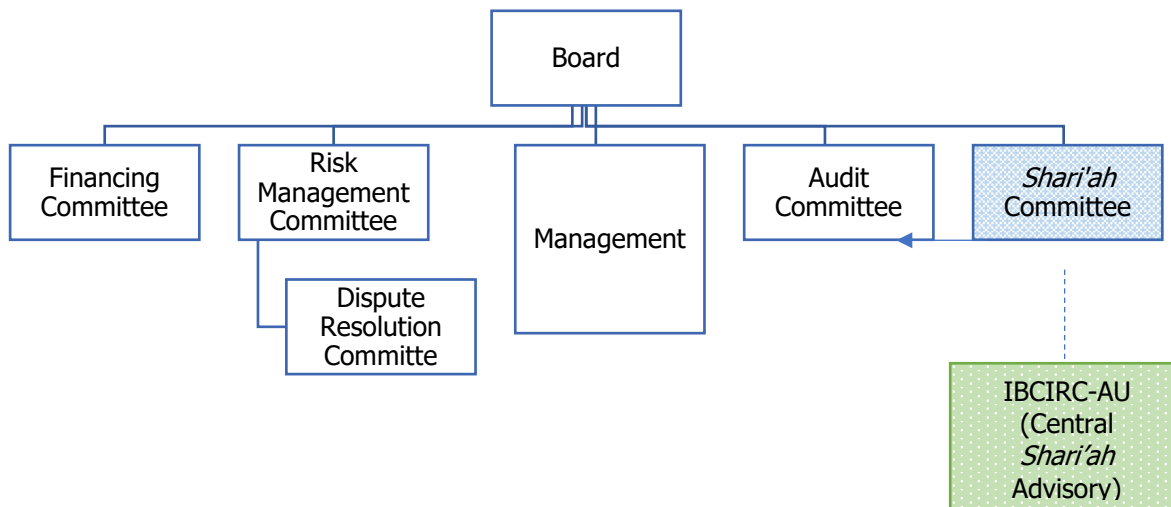 Board
Financing
Committee
Risk
Management
Committee
Management
Audit
Committee
Shari'ah
Committee
Dispute
Resolution
Committe
IBCIRC-AU
(Central
Shari’ah
Advisory)